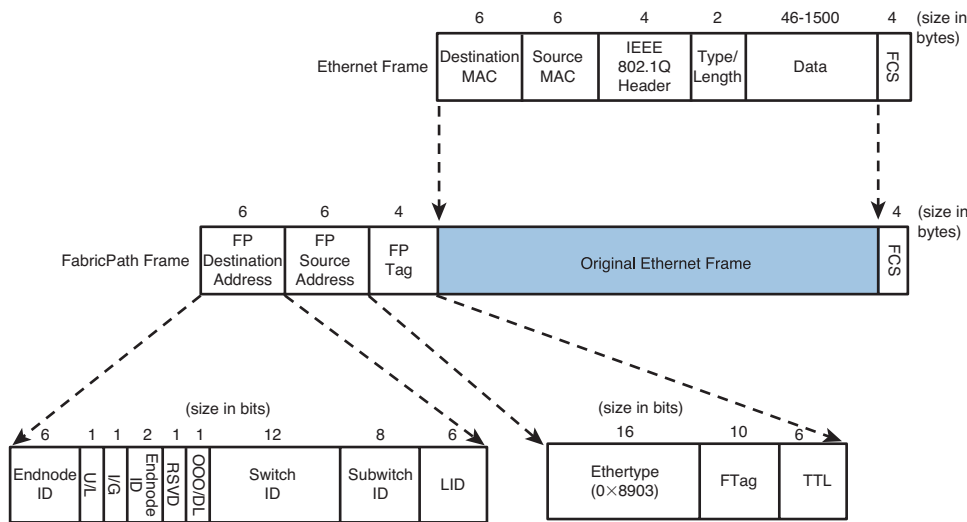 6 6 4 2 46-1500 4 (size in bytes)
Ethernet Frame
Destination MAC
Source MAC
IEEE 802.1Q Header
Type/ Length
Data
FCS
6 6 4 4 (size in bytes)
FabricPath Frame
FP Destination Address
FP Source Address
FP Tag
Original Ethernet Frame
FCS
(size in bits)
6 1 1 2 1 1 12 8 6
Endnode ID
U/L
I/G
Endnode ID
RSVD
OOO/DL
Switch ID
Subwitch ID
LID
(size in bits)
16 10 6
Ethertype (0×8903)
FTag
TTL